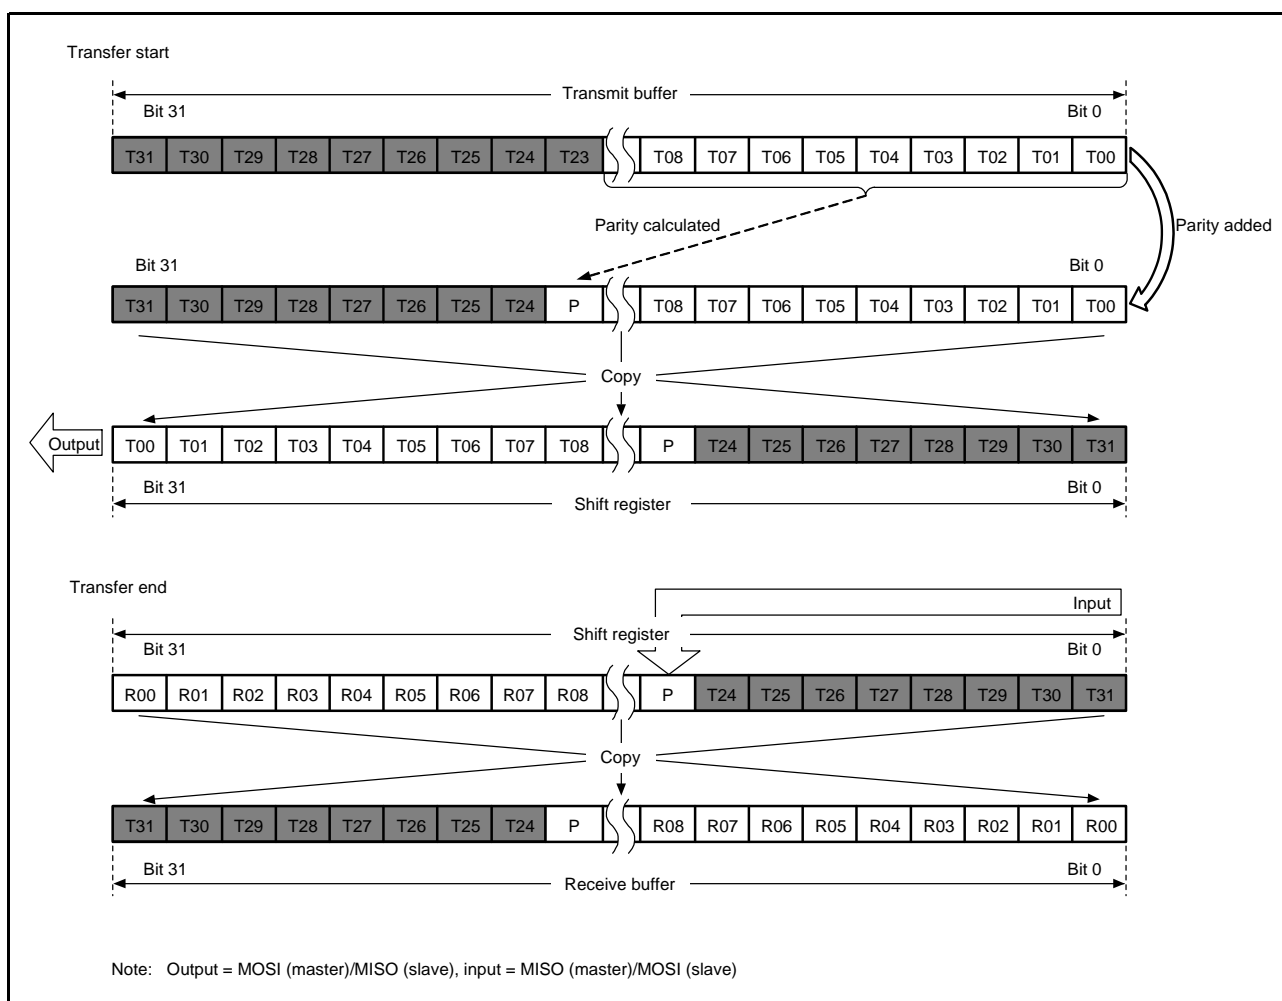 Transfer start
Transmit buffer
Bit 31 Bit 0
T31 T30 T29 T28 T27 T26 T25 T24 T23 T08 T07 T06 T05 T04 T03 T02 T01 T00
Parity calculated Parity added
Bit 31 Bit 0
T31 T30 T29 T28 T27 T26 T25 T24 P T08 T07 T06 T05 T04 T03 T02 T01 T00
Copy
Output T00 T01 T02 T03 T04 T05 T06 T07 T08 P T24 T25 T26 T27 T28 T29 T30 T31
Bit 31 Bit 0
Shift register
Transfer end
Input
Shift register
Bit 31 Bit 0
R00 R01 R02 R03 R04 R05 R06 R07 R08 P T24 T25 T26 T27 T28 T29 T30 T31
Copy
T31 T30 T29 T28 T27 T26 T25 T24 P R08 R07 R06 R05 R04 R03 R02 R01 R00
Bit 31 Bit 0
Receive buffer
Note: Output = MOSI (master)/MISO (slave), input = MISO (master)/MOSI (slave)